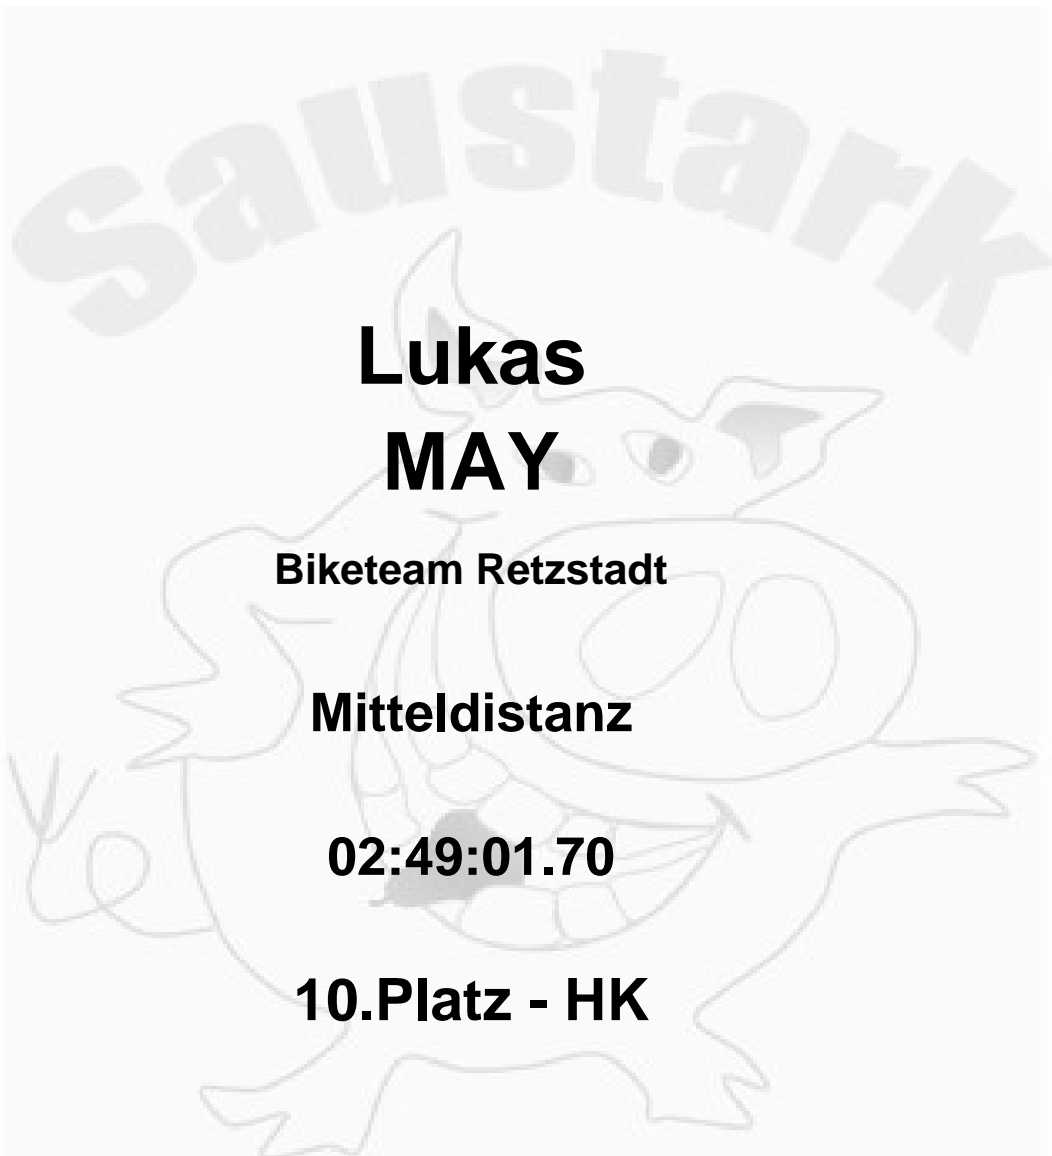 Saustark
Lukas
MAY
Biketeam Retzstadt
Mitteldistanz
02:49:01.70
10.Platz - HK